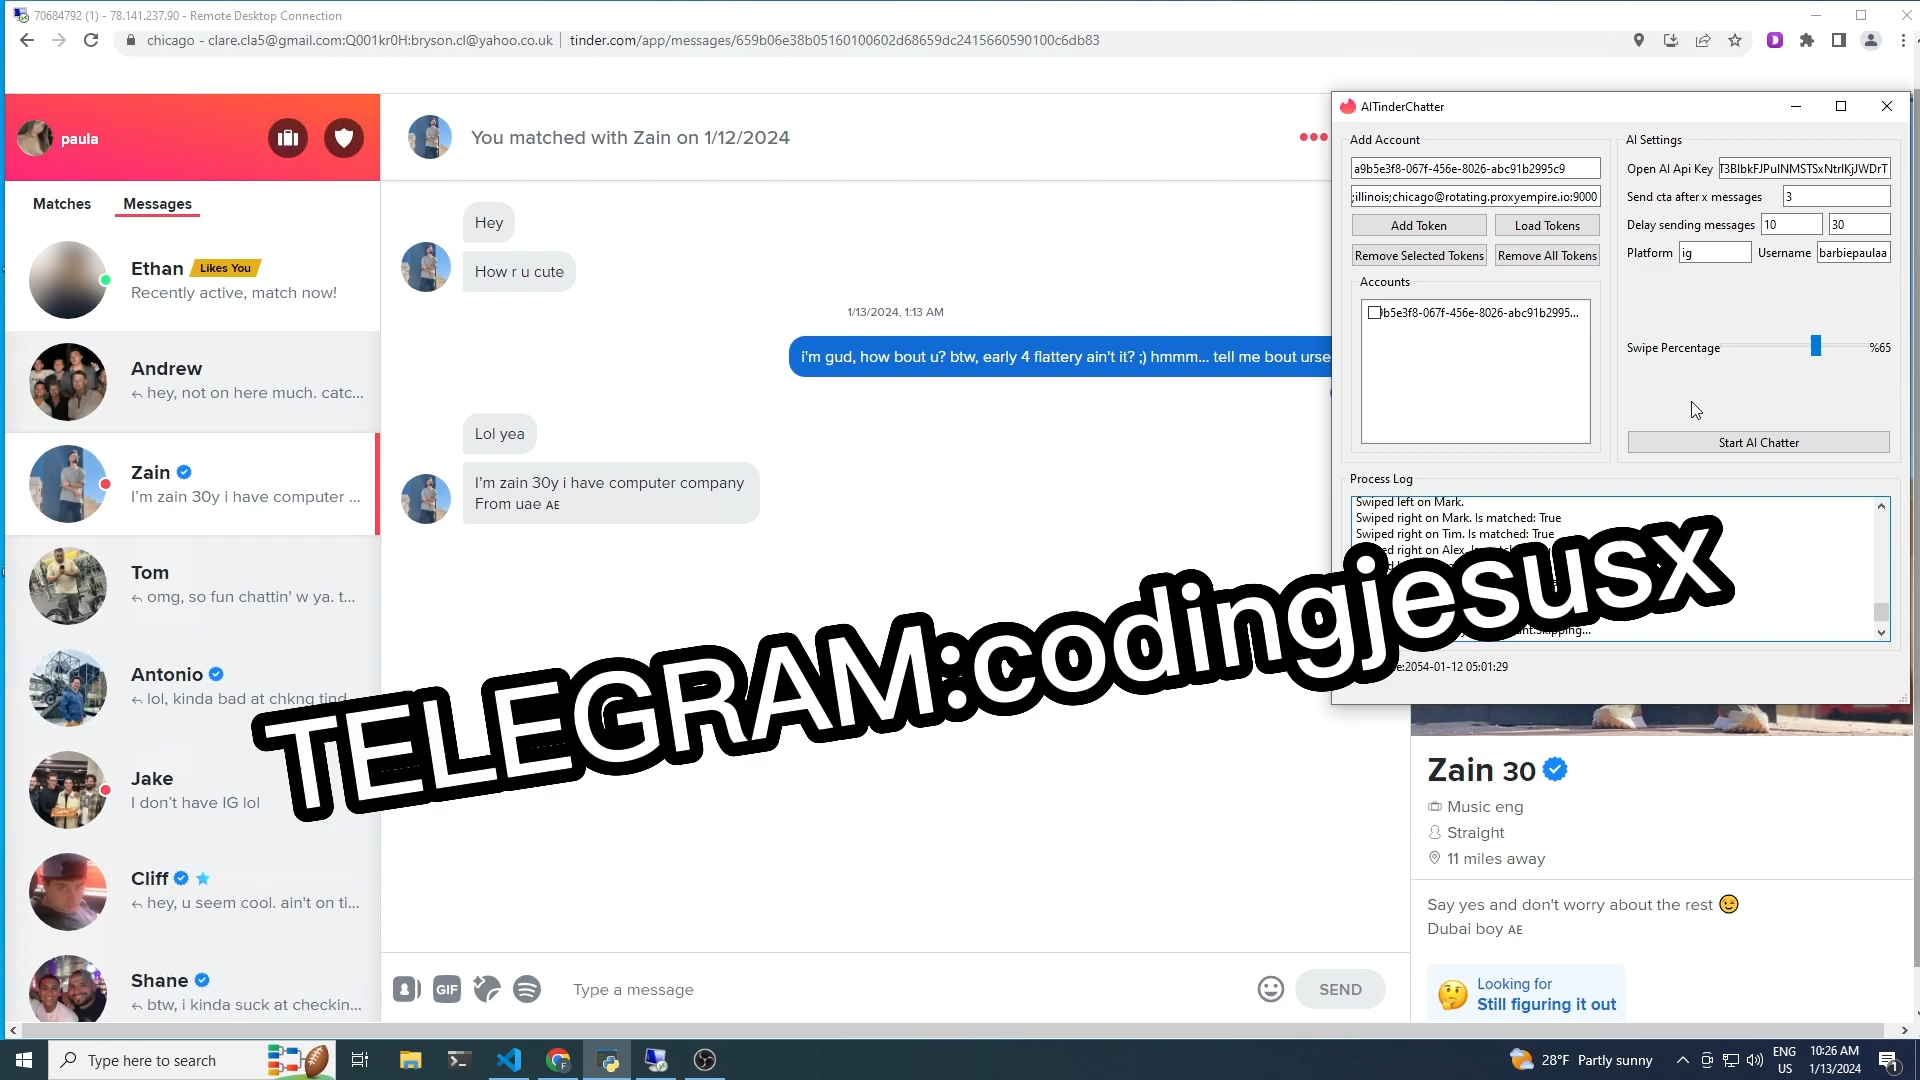 70684792 (1) - 78.141.237.90 - Remote Desktop Connection
chicago - clare.cla5@gmail.com:Q001kr0H:bryson.cl@yahoo.co.uk | tinder.com/app/messages/659b06e38b05160100602d68659dc2415660590100c6db83
paula
Matches Messages
Ethan Likes You
Recently active, match now!
Andrew
hey, not on here much. catc...
Zain
I'm zain 30y i have computer ...
Tom
omg, so fun chattin' w ya. t...
Antonio
lol, kinda bad at chkng tind
Jake
I don't have IG lol
Cliff
hey, u seem cool. ain't on ti...
Shane
btw, i kinda suck at checkin...
You matched with Zain on 1/12/2024
Hey
How r u cute
1/13/2024, 1:13 AM
i'm gud, how bout u? btw, early 4 flattery ain't it? ;) hmmm... tell me bout urse
Lol yea
I'm zain 30y i have computer company
From uae AE
GIF
Type a message
SEND
AITinderChatter
Add Account
a9b5e3f8-067f-456e-8026-abc91b2995c9
;illinois;chicago@rotating.proxyempire.io:9000
Add Token Load Tokens
Remove Selected Tokens Remove All Tokens
Accounts
b5e3f8-067f-456e-8026-abc91b2995...
AI Settings
Open AI Api Key T3BlbkFJPulNMSTSxNtrIKjJWDrT
Send cta after x messages 3
Delay sending messages 10 30
Platform ig Username barbiepaulaa
Swipe Percentage %65
Start AI Chatter
Process Log
Swiped left on Mark.
Swiped right on Mark. Is matched: True
Swiped right on Tim. Is matched: True
right on Alex.
Skipping...
e:2054-01-12 05:01:29
TELEGRAM:codingjesusx
Zain 30
Music eng
Straight
11 miles away
Say yes and don't worry about the rest 😉
Dubai boy AE
Looking for
Still figuring it out
Type here to search
28°F Partly sunny
ENG
US
10:26 AM
1/13/2024
1